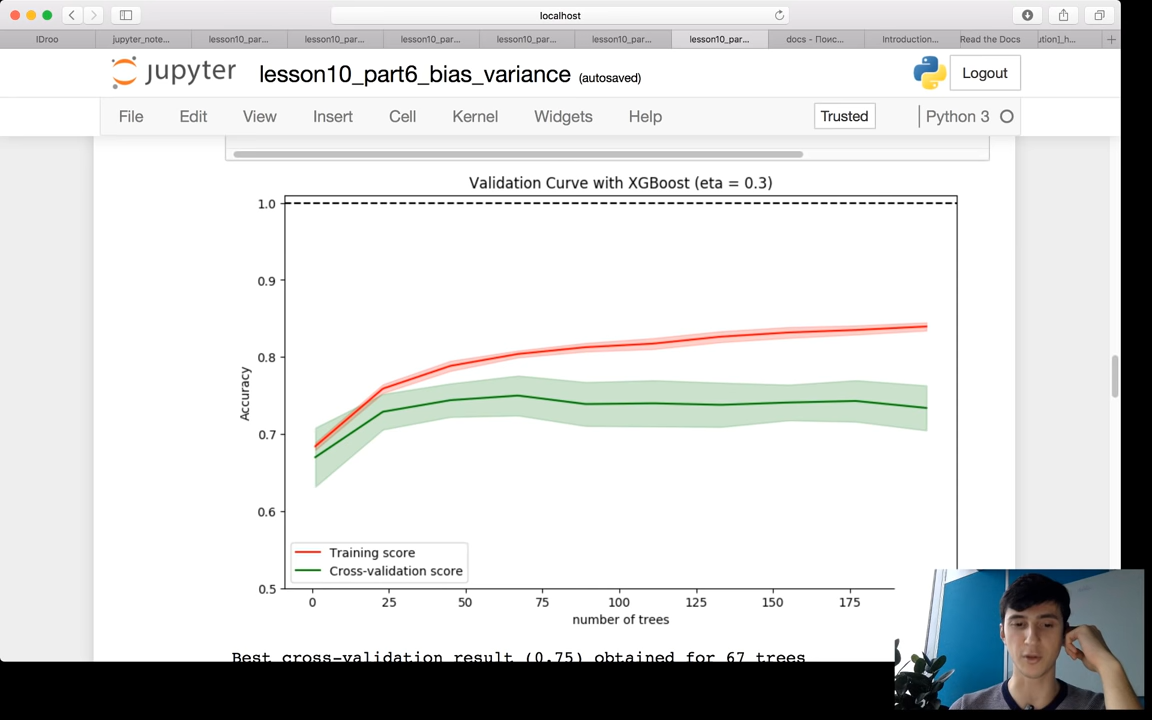 localhost
IDroo
jupyter_note...
lesson10_par...
lesson10_par...
lesson10_par...
lesson10_par...
lesson10_par...
lesson10_par...
docs - Поис...
Introduction...
Read the Docs
ution]_h...
jupyter
lesson10_part6_bias_variance (autosaved)
Logout
File
Edit
View
Insert
Cell
Kernel
Widgets
Help
Trusted
Python 3
Validation Curve with XGBoost (eta = 0.3)
1.0
0.9
0.8
0.7
0.6
0.5
Accuracy
Training score
Cross-validation score
0
25
50
75
100
125
150
175
number of trees
Best cross-validation result (0.75) obtained for 67 trees